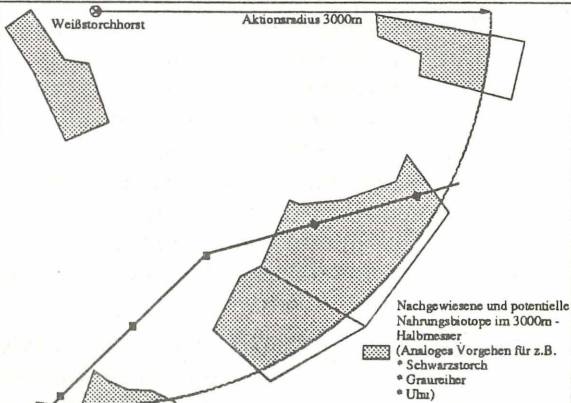 Weißstorchhorst
Aktionsradius 3000m
Nachgewiesene und potentielle
Nahrungsbiotope im 3000m -
Halbmesser
(Analoges Vorgehen für z.B.
* Schwarzstorch
* Graureiher
* Uhu)